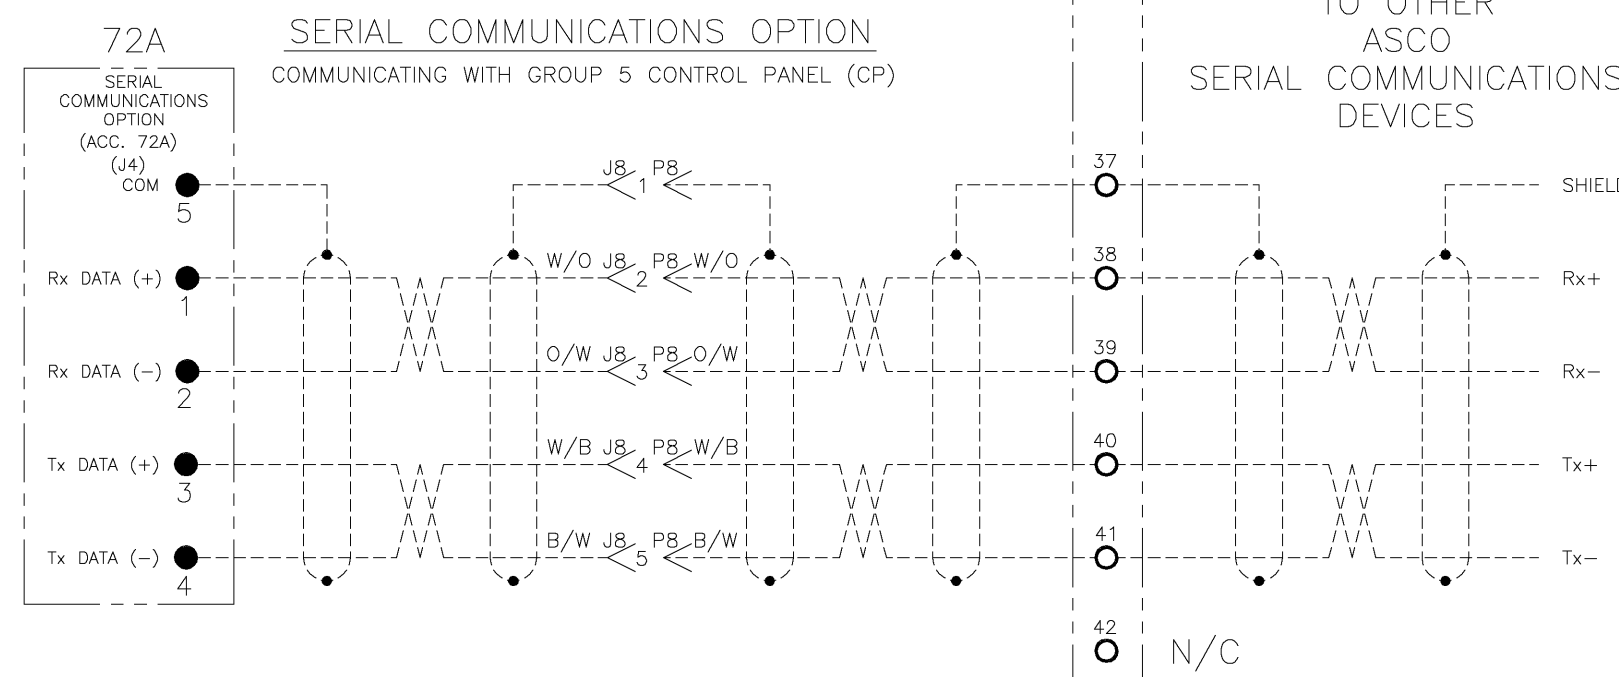 TO OTHER
ASCO
SERIAL COMMUNICATIONS
DEVICES
72A
SERIAL COMMUNICATIONS OPTION
COMMUNICATING WITH GROUP 5 CONTROL PANEL (CP)
SERIAL
COMMUNICATIONS
OPTION
(ACC. 72A)
(J4)
COM
5
J8 P8
1
37
SHIELD
Rx DATA (+)
1
W/O J8 P8 W/O
2
38
Rx+
Rx DATA (-)
2
O/W J8 P8 O/W
3
39
Rx-
Tx DATA (+)
3
W/B J8 P8 W/B
4
40
Tx+
Tx DATA (-)
4
B/W J8 P8 B/W
5
41
Tx-
42
N/C